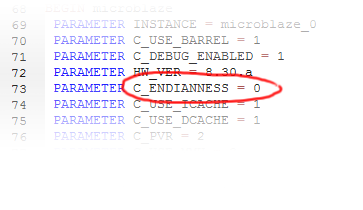 68 BEGIN microblaze
69 PARAMETER INSTANCE = microblaze_0
70 PARAMETER C_USE_BARREL = 1
71 PARAMETER C_DEBUG_ENABLED = 1
72 PARAMETER HW_VER = 8.30.a
73 PARAMETER C_ENDIANNESS = 0
74 PARAMETER C_USE_ICACHE = 1
75 PARAMETER C_USE_DCACHE = 1
76 PARAMETER C_PVR = 2